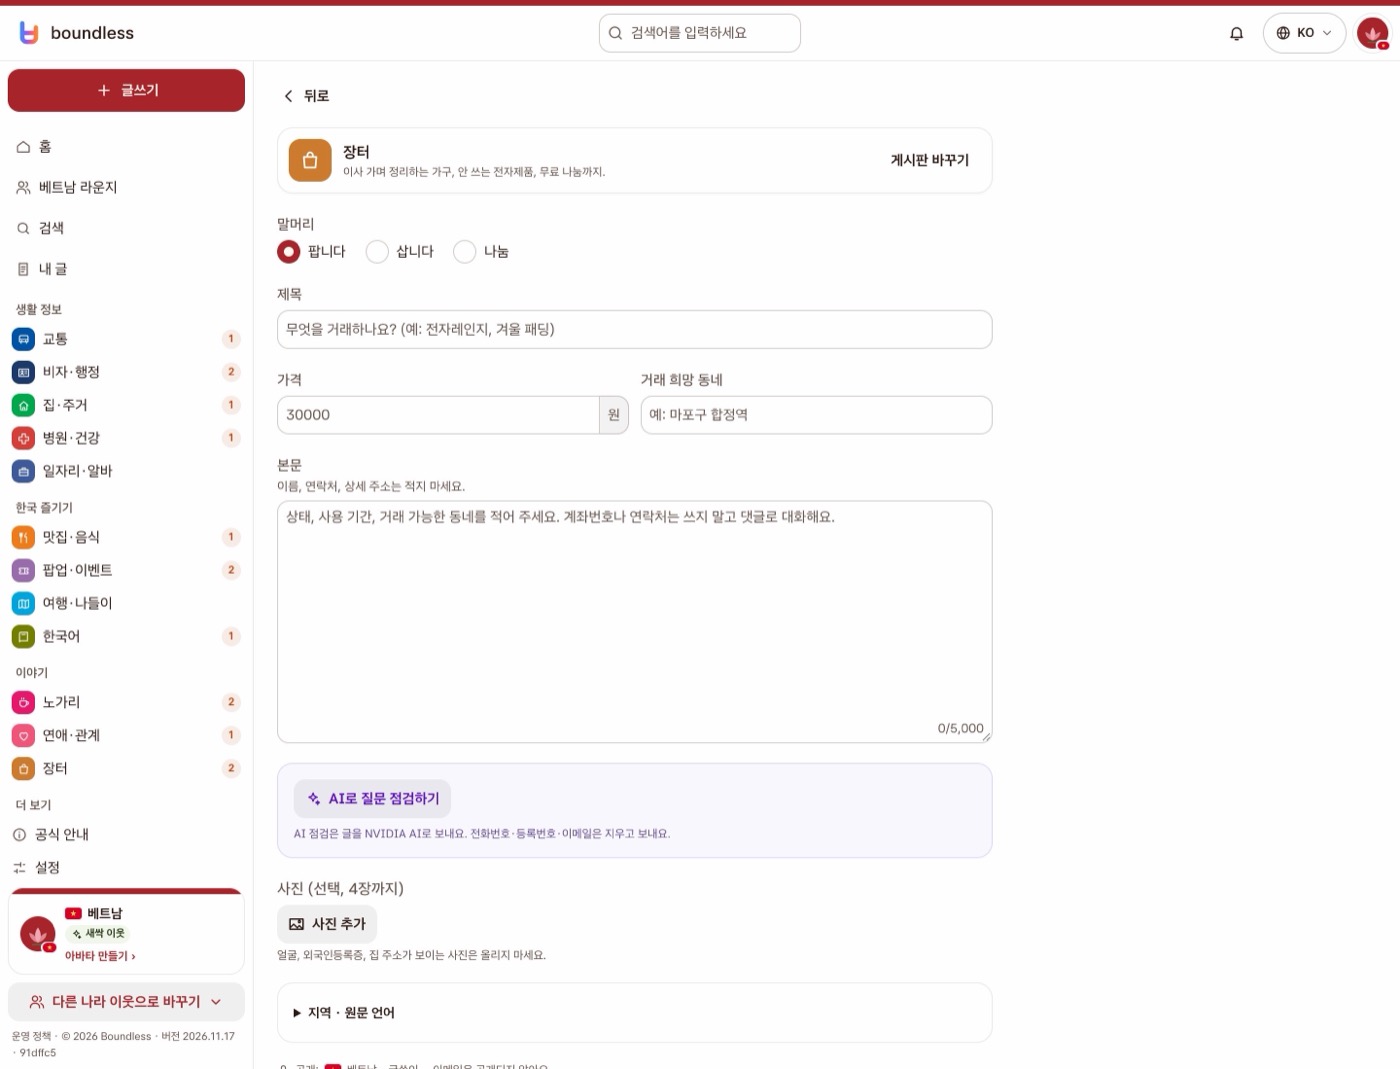 boundless
검색어를 입력하세요
KO
글쓰기
홈
베트남 라운지
검색
내 글
생활 정보
교통 1
비자·행정 2
집·주거 1
병원·건강 1
일자리·알바
한국 즐기기
맛집·음식 1
팝업·이벤트 2
여행·나들이
한국어 1
이야기
노가리 2
연애·관계 1
장터 2
더 보기
공식 안내
설정
베트남
새싹 이웃
아바타 만들기 ›
다른 나라 이웃으로 바꾸기
운영 정책 · © 2026 Boundless · 버전 2026.11.17
· 91dffc5
뒤로
장터
이사 가며 정리하는 가구, 안 쓰는 전자제품, 무료 나눔까지.
게시판 바꾸기
말머리
팝니다 삽니다 나눔
제목
무엇을 거래하나요? (예: 전자레인지, 겨울 패딩)
가격
30000 원
거래 희망 동네
예: 마포구 합정역
본문
이름, 연락처, 상세 주소는 적지 마세요.
상태, 사용 기간, 거래 가능한 동네를 적어 주세요. 계좌번호나 연락처는 쓰지 말고 댓글로 대화해요.
0/5,000
AI로 질문 점검하기
AI 점검은 글을 NVIDIA AI로 보내요. 전화번호·등록번호·이메일은 지우고 보내요.
사진 (선택, 4장까지)
사진 추가
얼굴, 외국인등록증, 집 주소가 보이는 사진은 올리지 마세요.
지역 · 원문 언어